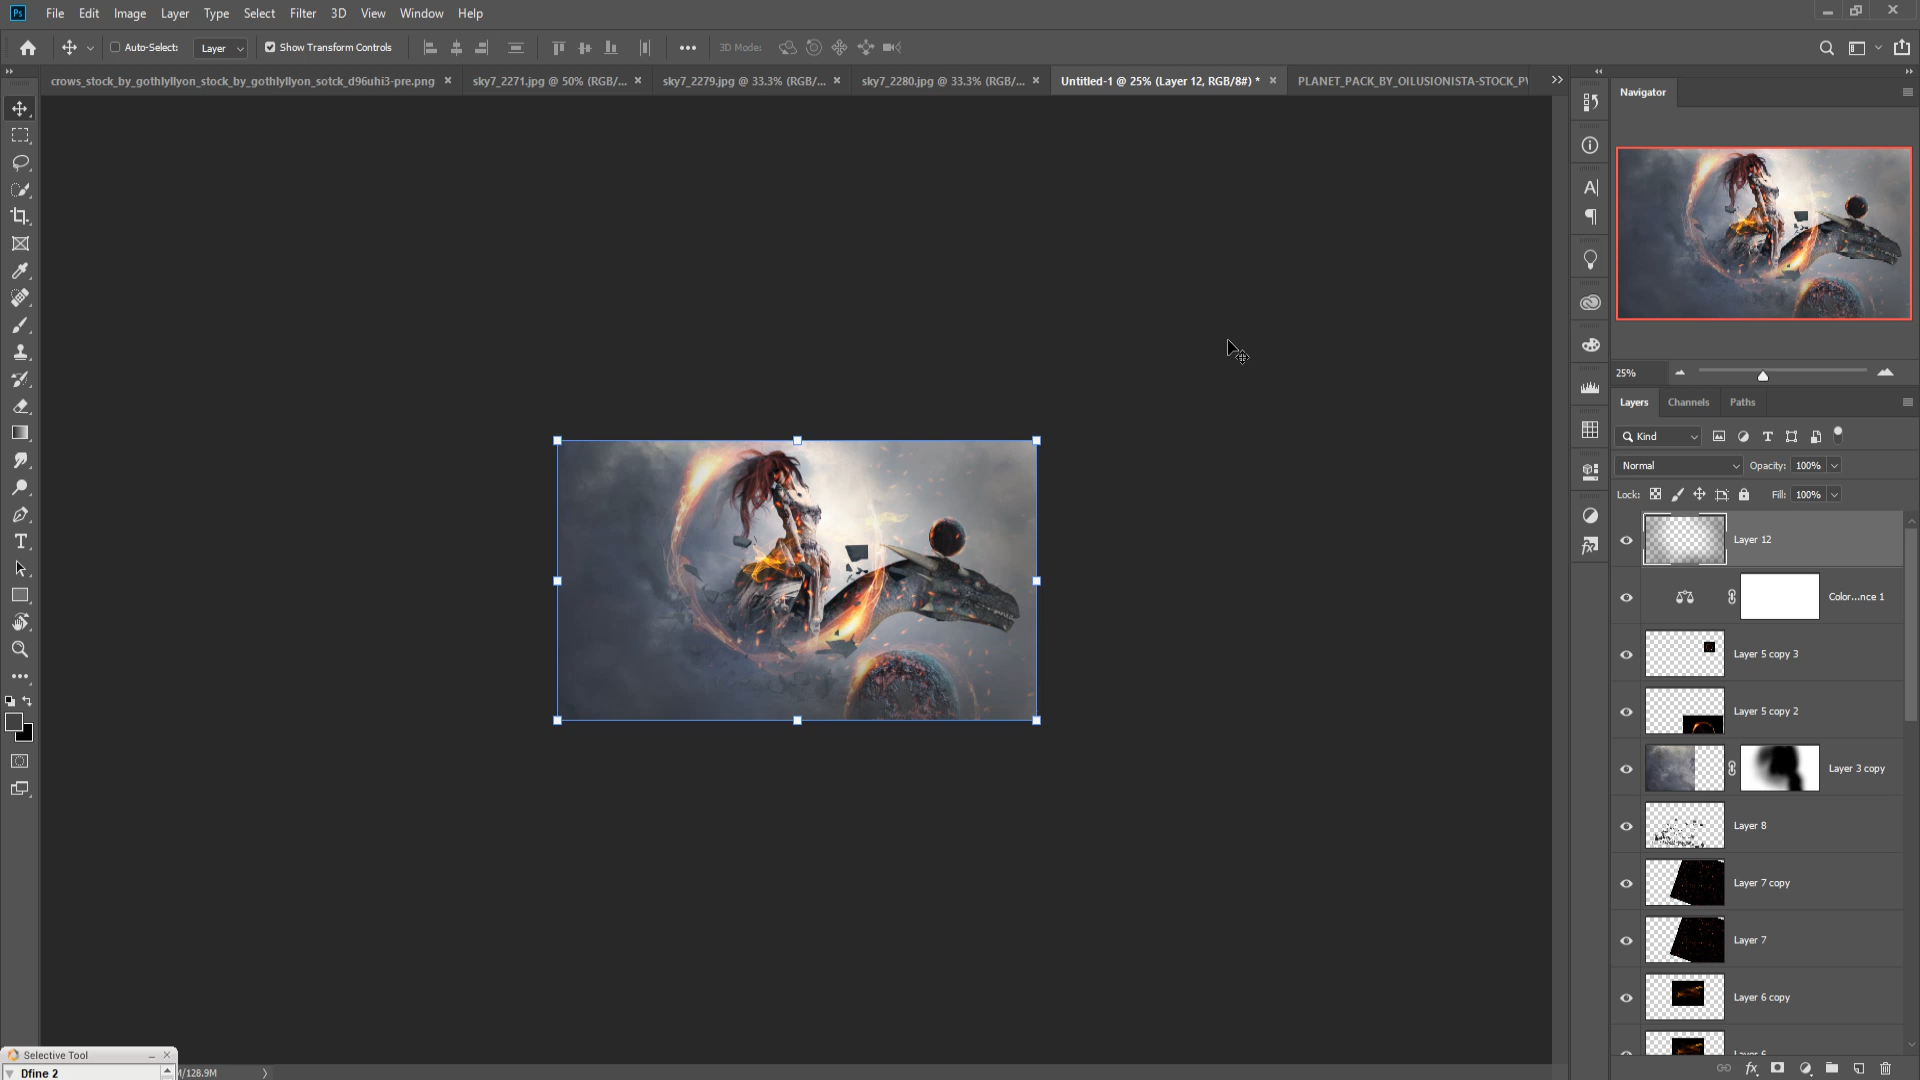 Ps File Edit Image Layer Type Select Filter 3D View Window Help
Auto-Select: Layer Show Transform Controls 3D Mode:
crows_stock_by_gothlyllyon_stock_by_gothlyllyon_sotck_d96uhi3-pre.png × sky7_2271.jpg @ 50% (RGB/... × sky7_2279.jpg @ 33.3% (RGB/... × sky7_2280.jpg @ 33.3% (RGB/... × Untitled-1 @ 25% (Layer 12, RGB/8#) * × PLANET_PACK_BY_OILUSIONISTA-STOCK_P
Navigator
25%
Layers Channels Paths
Kind
Normal Opacity: 100%
Lock: Fill: 100%
Layer 12
Color...nce 1
Layer 5 copy 3
Layer 5 copy 2
Layer 3 copy
Layer 8
Layer 7 copy
Layer 7
Layer 6 copy
Selective Tool
Dfine 2
M/128.9M